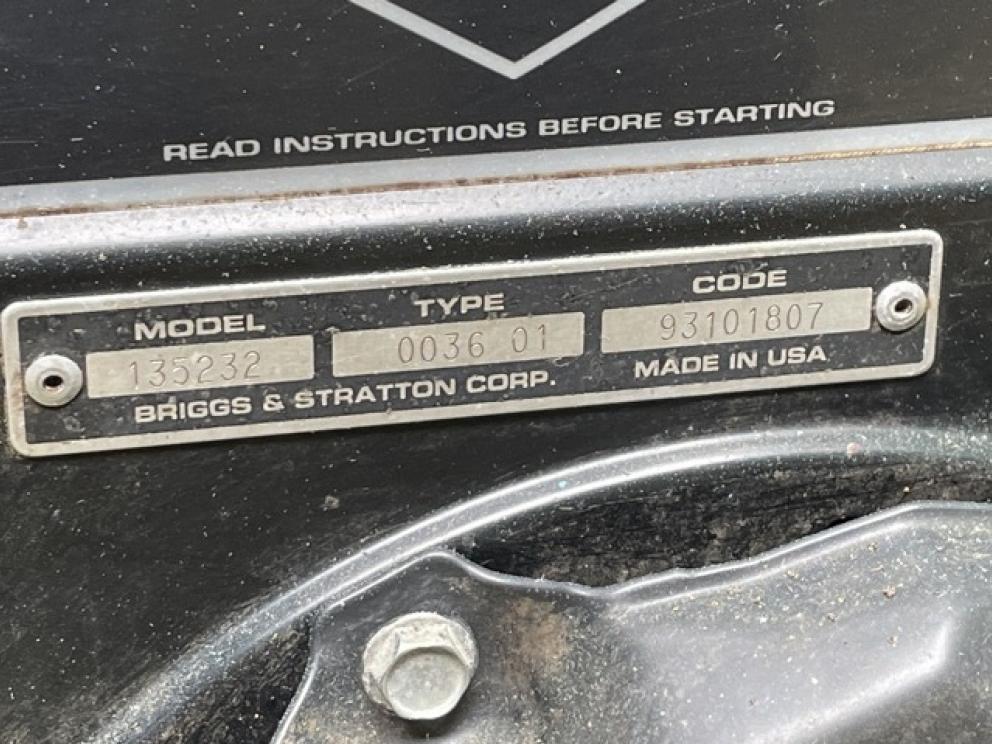 READ INSTRUCTIONS BEFORE STARTING
MODEL TYPE CODE
135232 0036 01 93101807
BRIGGS & STRATTON CORP. MADE IN USA